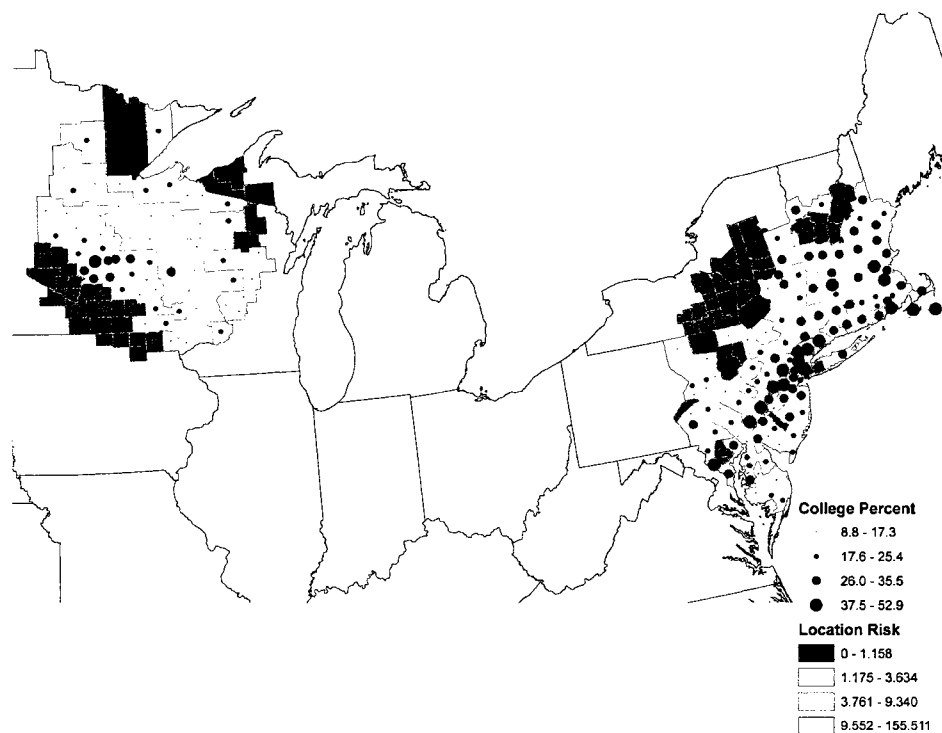 College Percent
8.8 - 17.3
17.6 - 25.4
26.0 - 35.5
37.5 - 52.9
Location Risk
0 - 1.158
1.175 - 3.634
3.761 - 9.340
9.552 - 155.511